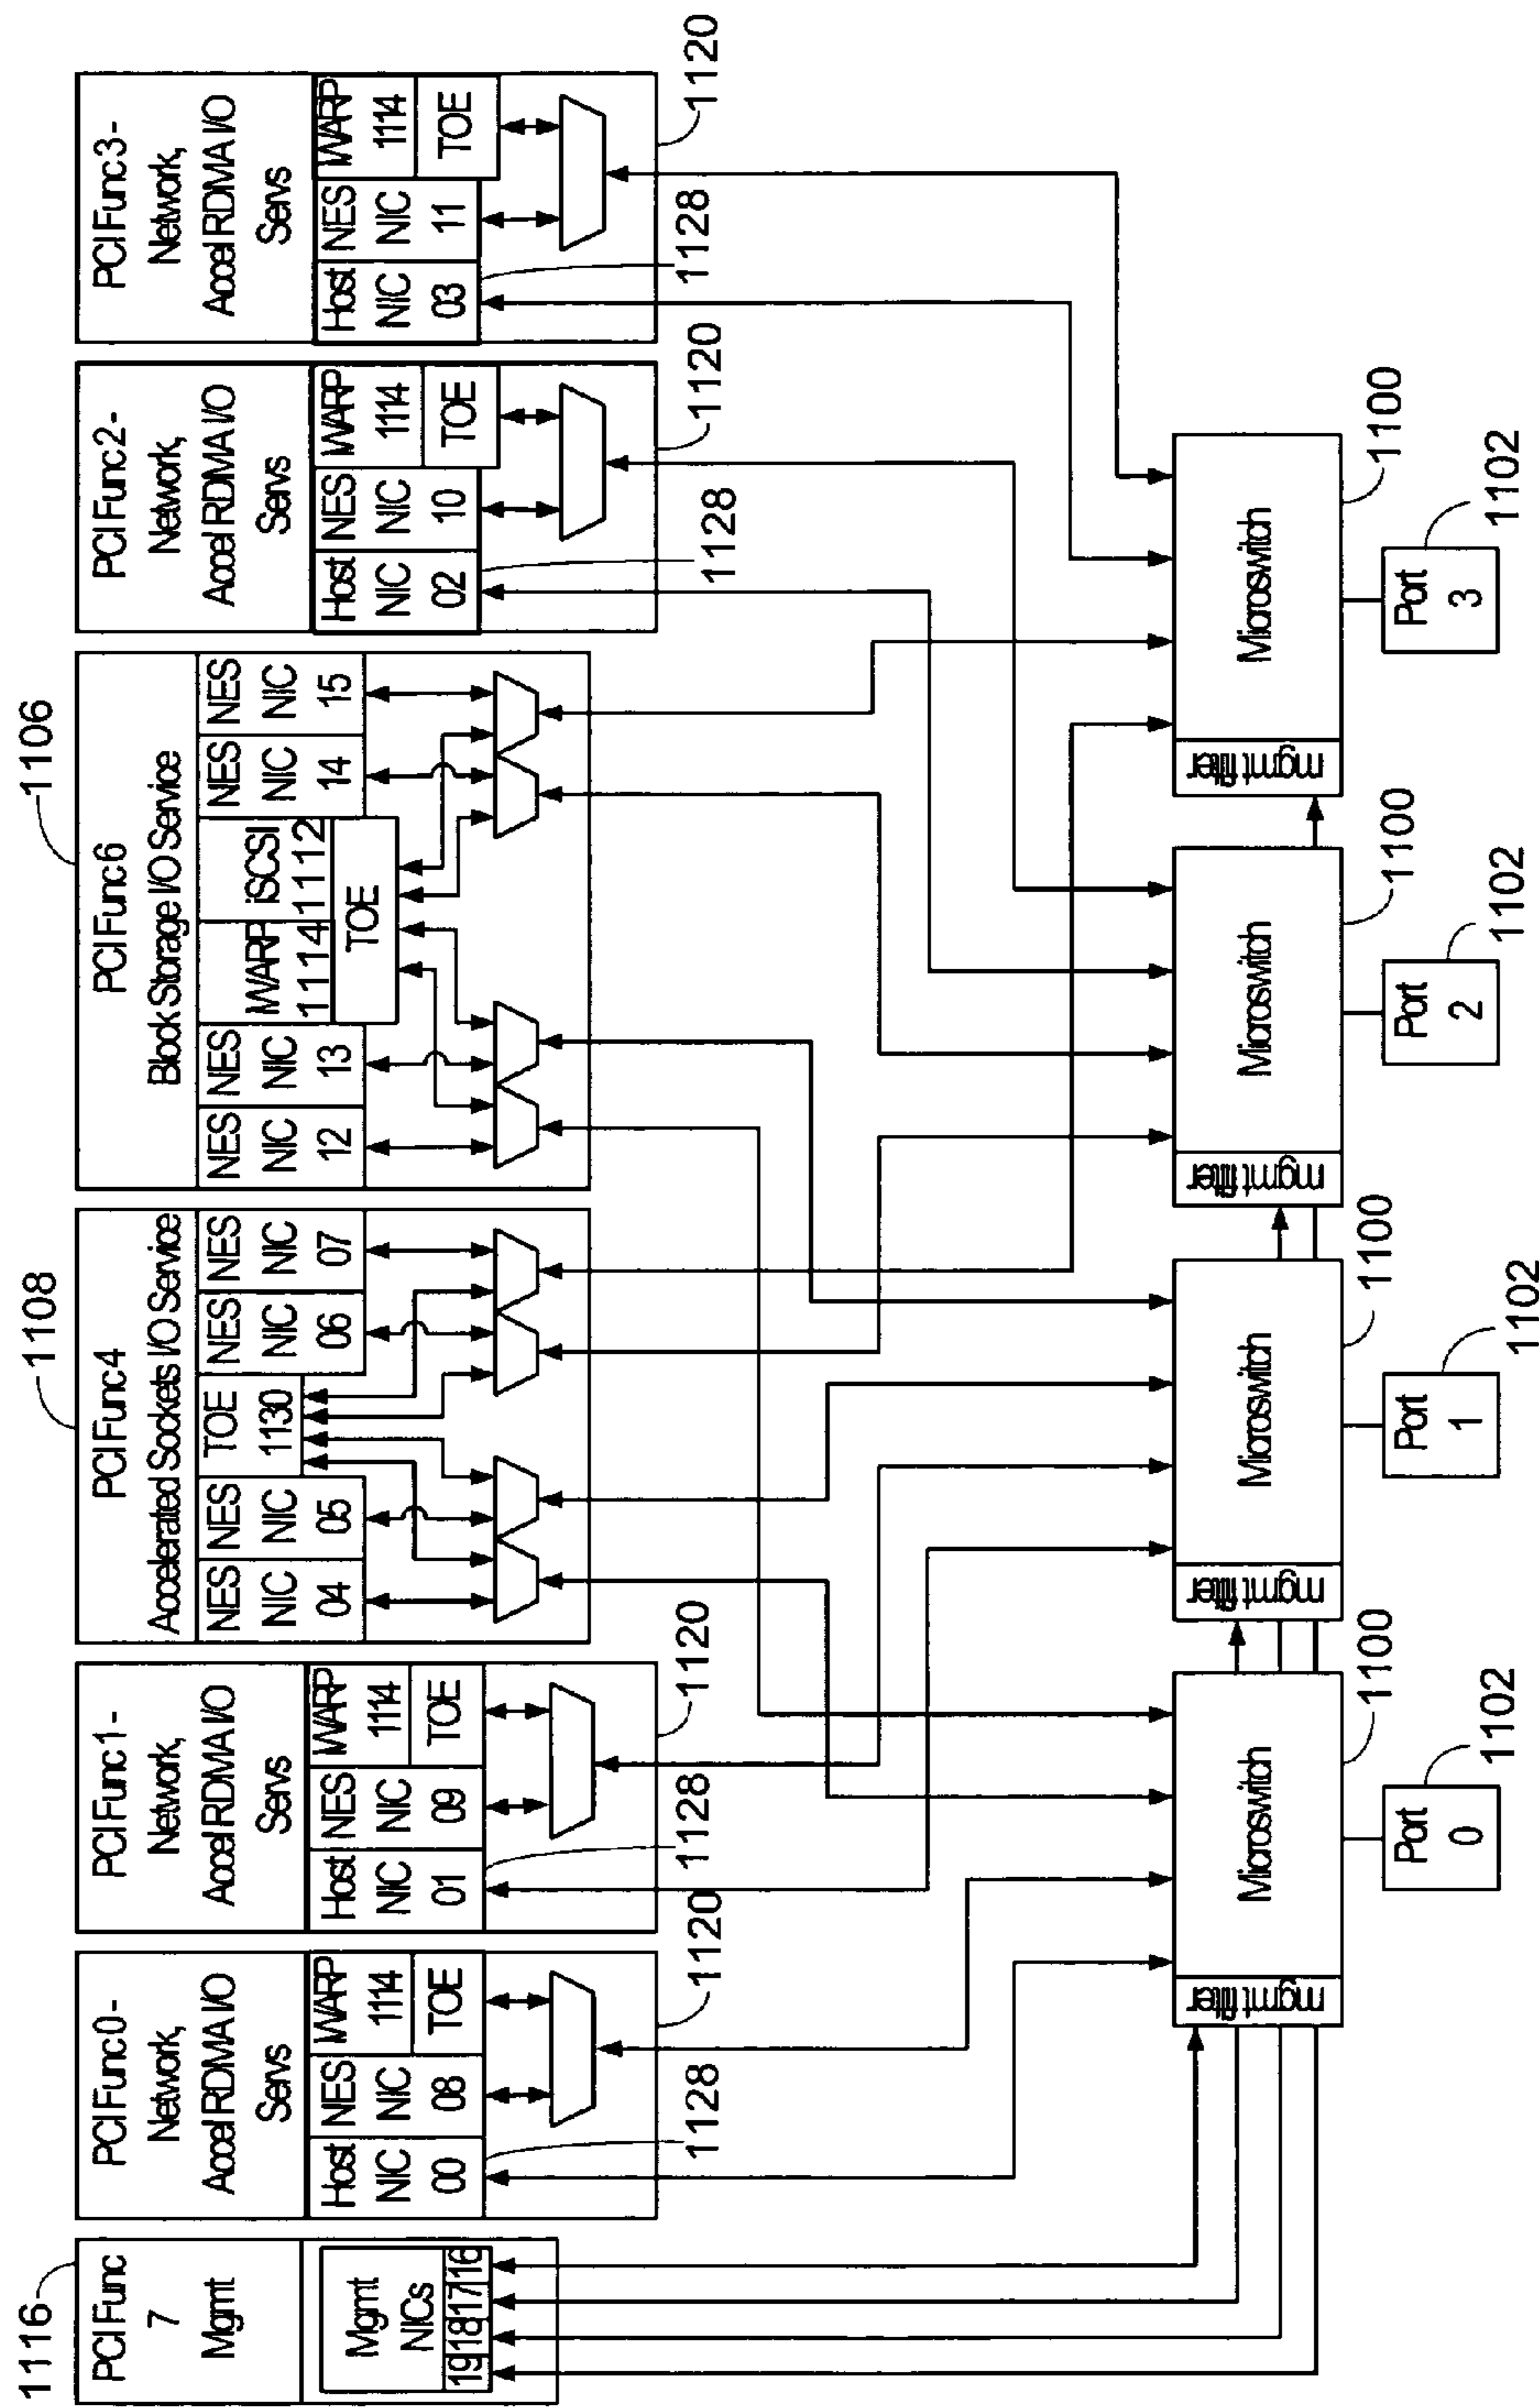 1116
PCI Func
7
Mgmt
Mgmt
NICs
19
18
17
16
PCI Func 0 -
Network,
Accel RDMA I/O
Servs
Host
NIC
00
NES
NIC
08
iWARP
1114
TOE
1128
1120
PCI Func 1 -
Network,
Accel RDMA I/O
Servs
Host
NIC
01
NES
NIC
09
iWARP
1114
TOE
1128
1120
1108
PCI Func 4
Accelerated Sockets I/O Service
NES
NIC
04
NES
NIC
05
TOE
1130
NES
NIC
06
NES
NIC
07
1106
PCI Func 6
Block Storage I/O Service
NES
NIC
12
NES
NIC
13
iWARP
1114
iSCSI
1112
TOE
NES
NIC
14
NES
NIC
15
PCI Func 2 -
Network,
Accel RDMA I/O
Servs
Host
NIC
02
NES
NIC
10
iWARP
1114
TOE
1128
1120
PCI Func 3 -
Network,
Accel RDMA I/O
Servs
Host
NIC
03
NES
NIC
11
iWARP
1114
TOE
1128
1120
mgmt filter
Microswitch
1100
Port
0
1102
mgmt filter
Microswitch
1100
Port
1
1102
mgmt filter
Microswitch
1100
Port
2
1102
mgmt filter
Microswitch
1100
Port
3
1102